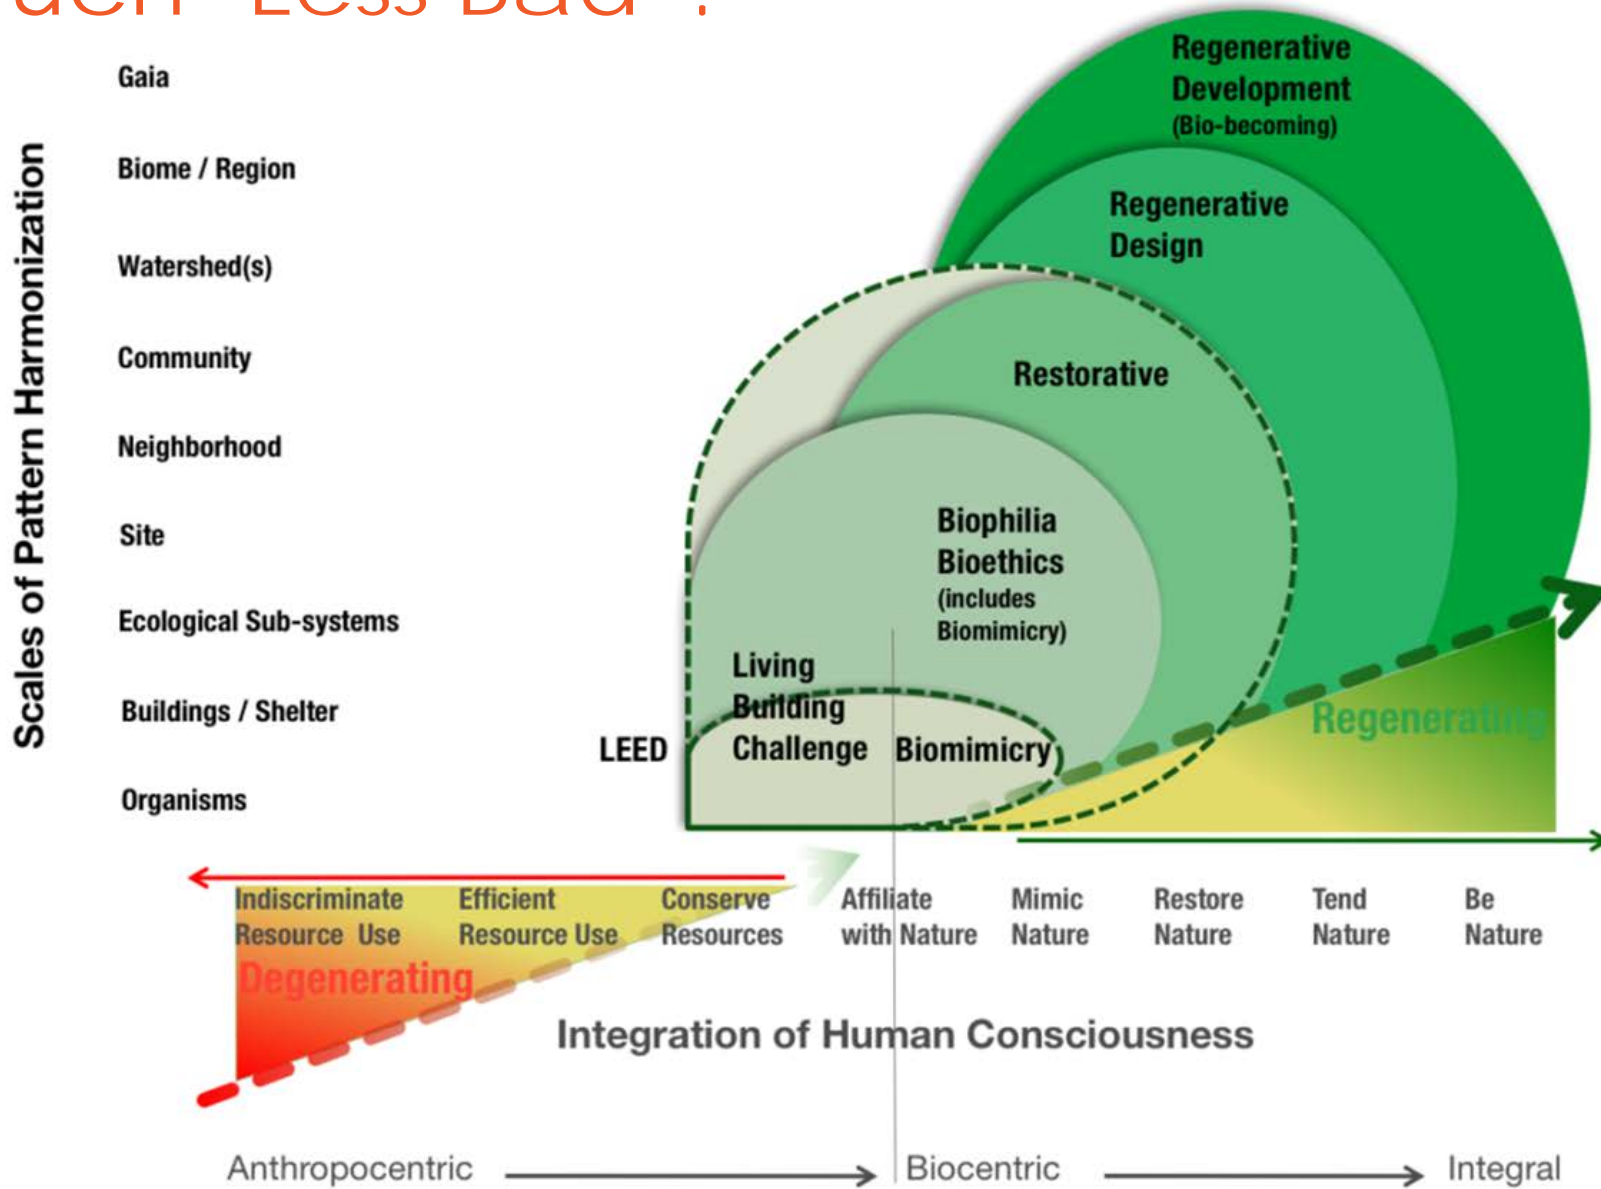 "Less Bad".
Gaia
Biome / Region
Watershed(s)
Community
Neighborhood
Site
Ecological Sub-systems
Buildings / Shelter
Organisms
Scales of Pattern Harmonization
Regenerative
Development
(Bio-becoming)
Regenerative
Design
Restorative
Biophilia
Bioethics
(includes
Biomimicry)
Living
Building
Challenge
Biomimicry
LEED
Regenerating
Indiscriminate
Resource Use
Efficient
Resource Use
Conserve
Resources
Affiliate
with Nature
Mimic
Nature
Restore
Nature
Tend
Nature
Be
Nature
Degenerating
Integration of Human Consciousness
Anthropocentric
Biocentric
Integral